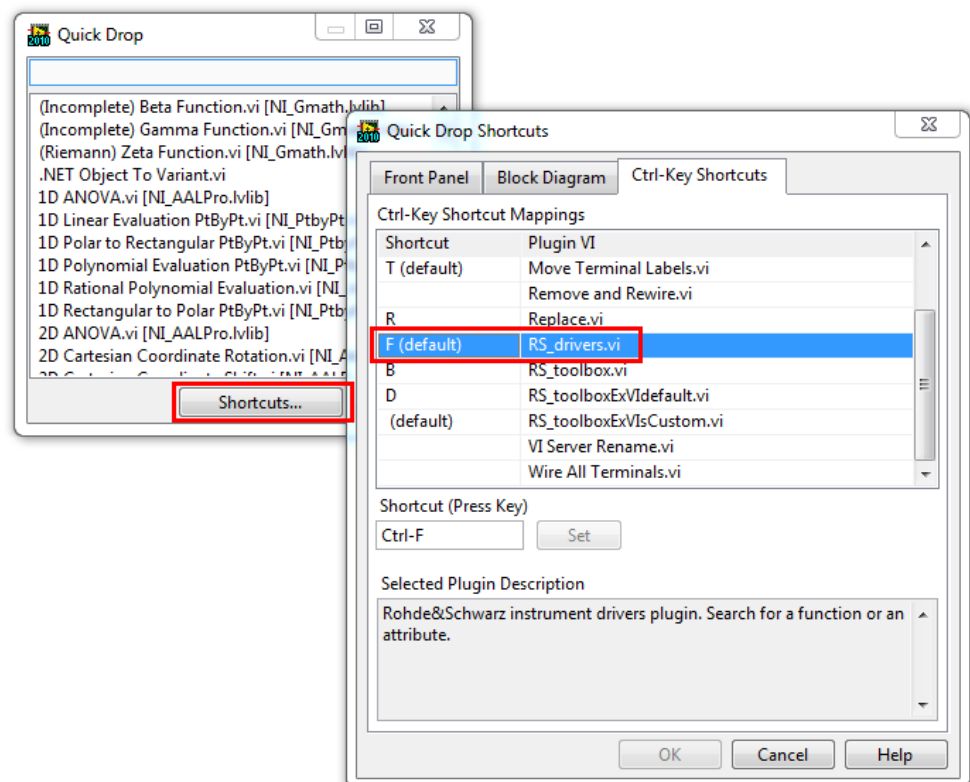 2010 Quick Drop
(Incomplete) Beta Function.vi [NI_Gmath.lvlib]
(Incomplete) Gamma Function.vi [NI_Gm
(Riemann) Zeta Function.vi [NI_Gmath.lvl
.NET Object To Variant.vi
1D ANOVA.vi [NI_AALPro.lvlib]
1D Linear Evaluation PtByPt.vi [NI_PtbyPt
1D Polar to Rectangular PtByPt.vi [NI_Ptby
1D Polynomial Evaluation PtByPt.vi [NI_P
1D Rational Polynomial Evaluation.vi [NI_
1D Rectangular to Polar PtByPt.vi [NI_Ptb
2D ANOVA.vi [NI_AALPro.lvlib]
2D Cartesian Coordinate Rotation.vi [NI_A
Shortcuts...
2010 Quick Drop Shortcuts
Front Panel Block Diagram Ctrl-Key Shortcuts
Ctrl-Key Shortcut Mappings
Shortcut Plugin VI
T (default) Move Terminal Labels.vi
Remove and Rewire.vi
R Replace.vi
F (default) RS_drivers.vi
B RS_toolbox.vi
D RS_toolboxExVIdefault.vi
(default) RS_toolboxExVIsCustom.vi
VI Server Rename.vi
Wire All Terminals.vi
Shortcut (Press Key)
Ctrl-F Set
Selected Plugin Description
Rohde&Schwarz instrument drivers plugin. Search for a function or an
attribute.
OK Cancel Help